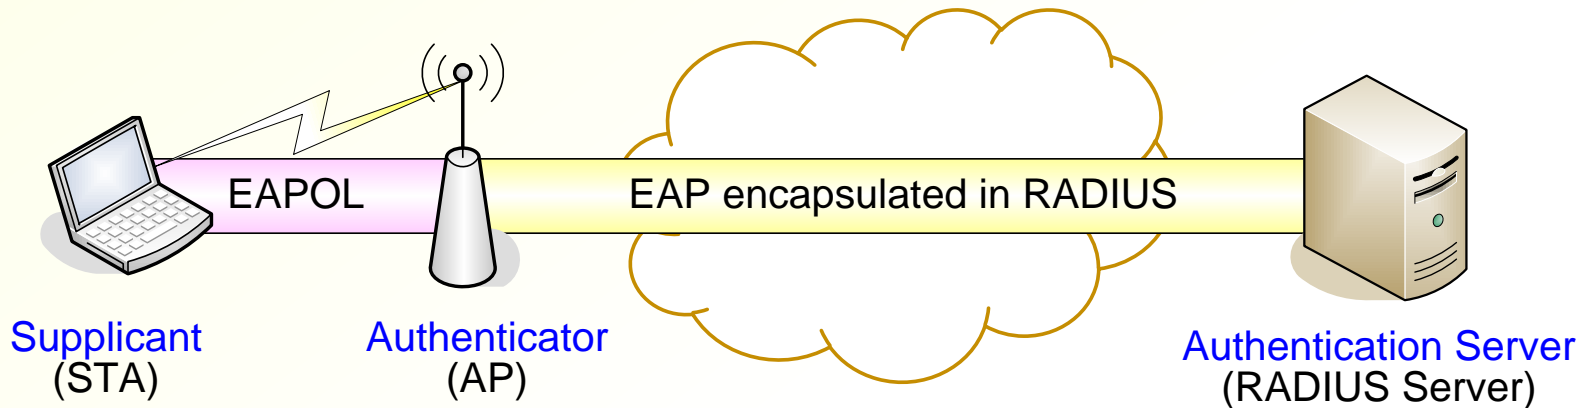 EAPOL
EAP encapsulated in RADIUS
Supplicant
(STA)
Authenticator
(AP)
Authentication Server
(RADIUS Server)